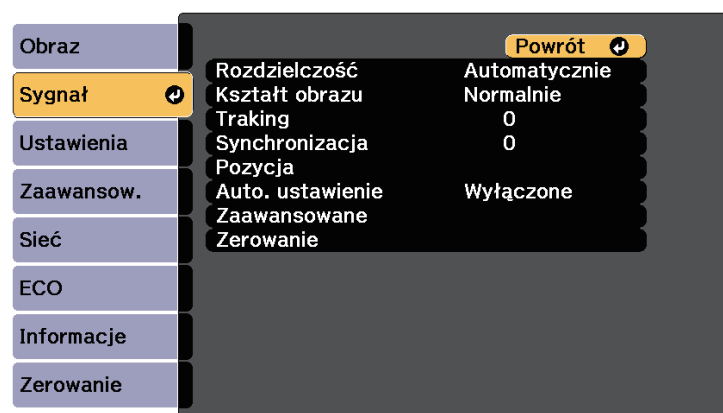 Obraz
Sygnał
Ustawienia
Zaawansow.
Sieć
ECO
Informacje
Zerowanie
Powrót
Rozdzielczość Automatycznie
Kształt obrazu Normalnie
Traking 0
Synchronizacja 0
Pozycja
Auto. ustawienie Wyłączone
Zaawansowane
Zerowanie